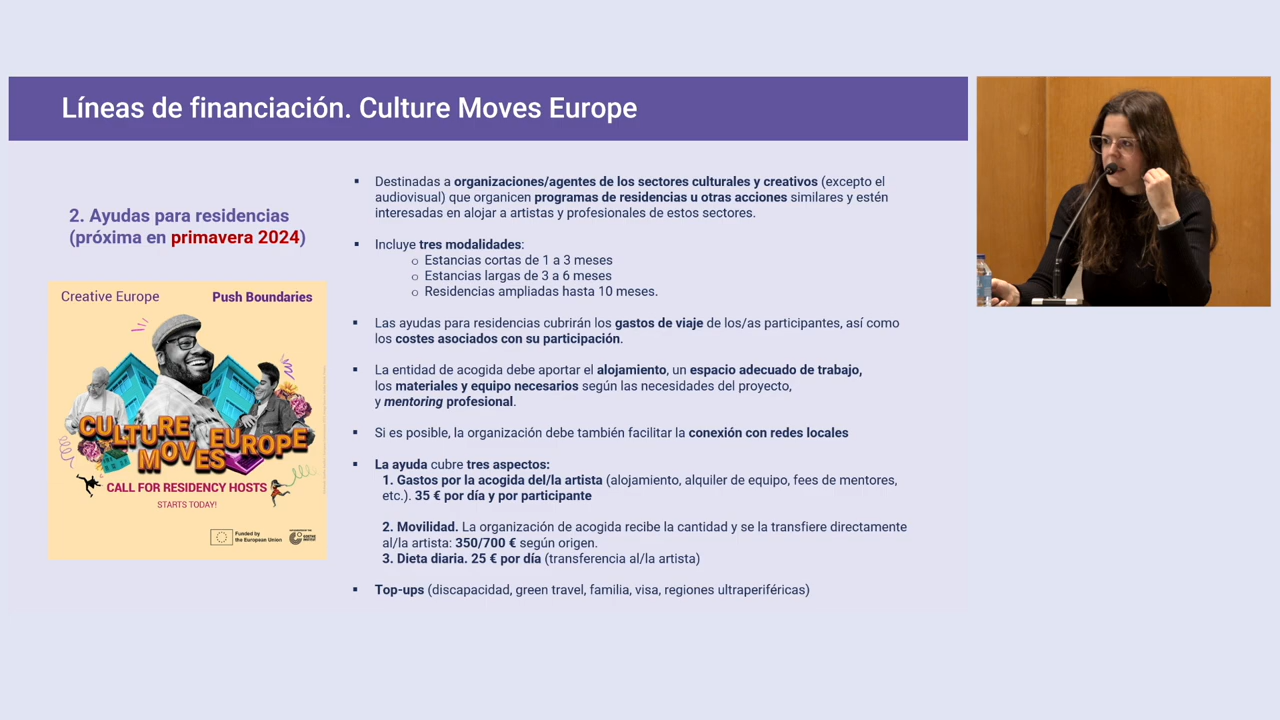 Líneas de financiación. Culture Moves Europe
2. Ayudas para residencias
(próxima en primavera 2024)
Creative Europe
Push Boundaries
CULTURE
MOVES
EUROPE
CALL FOR RESIDENCY HOSTS
STARTS TODAY!
Funded by
the European Union
GOETHE
INSTITUT
▪ Destinadas a organizaciones/agentes de los sectores culturales y creativos (excepto el
audiovisual) que organicen programas de residencias u otras acciones similares y estén
interesadas en alojar a artistas y profesionales de estos sectores.
▪ Incluye tres modalidades:
o Estancias cortas de 1 a 3 meses
o Estancias largas de 3 a 6 meses
o Residencias ampliadas hasta 10 meses.
▪ Las ayudas para residencias cubrirán los gastos de viaje de los/as participantes, así como
los costes asociados con su participación.
▪ La entidad de acogida debe aportar el alojamiento, un espacio adecuado de trabajo,
los materiales y equipo necesarios según las necesidades del proyecto,
y mentoring profesional.
▪ Si es posible, la organización debe también facilitar la conexión con redes locales
▪ La ayuda cubre tres aspectos:
1. Gastos por la acogida del/la artista (alojamiento, alquiler de equipo, fees de mentores,
etc.). 35 € por día y por participante
2. Movilidad. La organización de acogida recibe la cantidad y se la transfiere directamente
al/la artista: 350/700 € según origen.
3. Dieta diaria. 25 € por día (transferencia al/la artista)
▪ Top-ups (discapacidad, green travel, familia, visa, regiones ultraperiféricas)